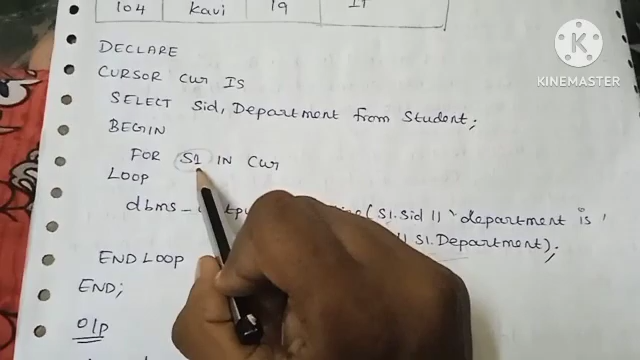 104 Kavi 19 IT
DECLARE
CURSOR Cur IS
SELECT Sid, Department from Student;
BEGIN
FOR S1 IN Cur
LOOP
dbms_ (S1.Sid || 'department is'
|| S1.Department);
END LOOP
END;
O/P
KINEMASTER